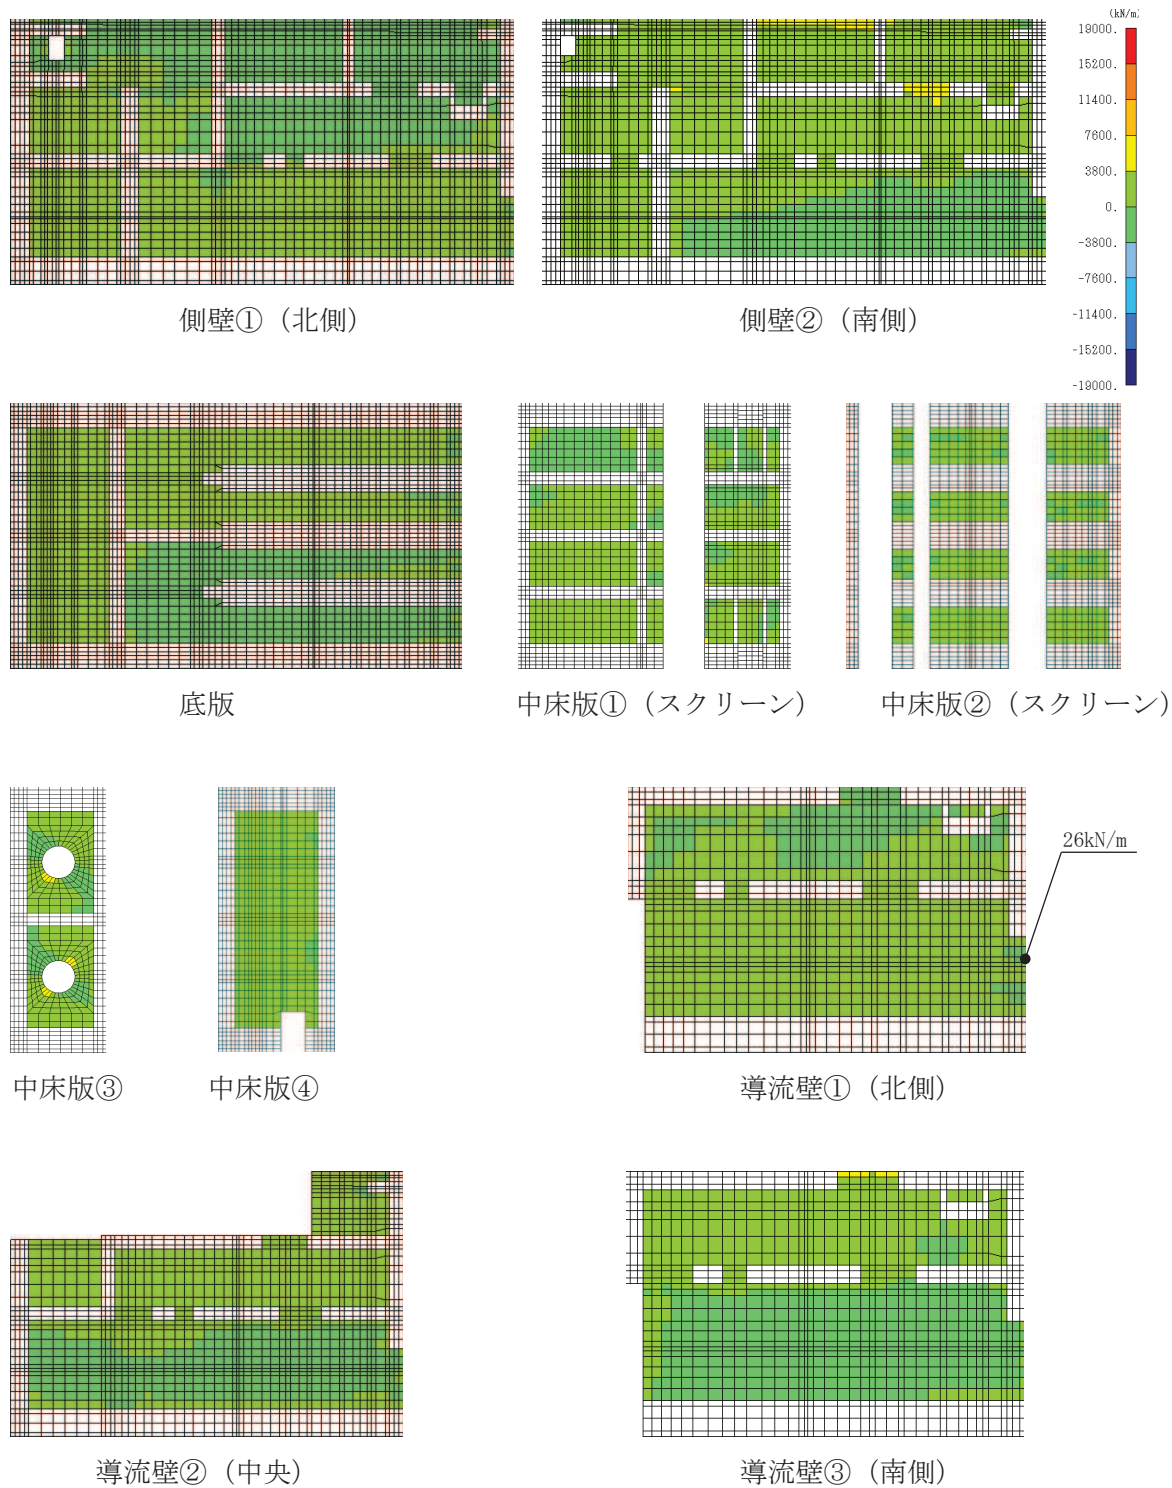 (kN/m)
19000.
15200.
11400.
7600.
3800.
0.
-3800.
-7600.
-11400.
-15200.
-19000.
側壁①（北側）
側壁②（南側）
底版
中床版①（スクリーン）
中床版②（スクリーン）
26kN/m
中床版③
中床版④
導流壁①（北側）
導流壁②（中央）
導流壁③（南側）